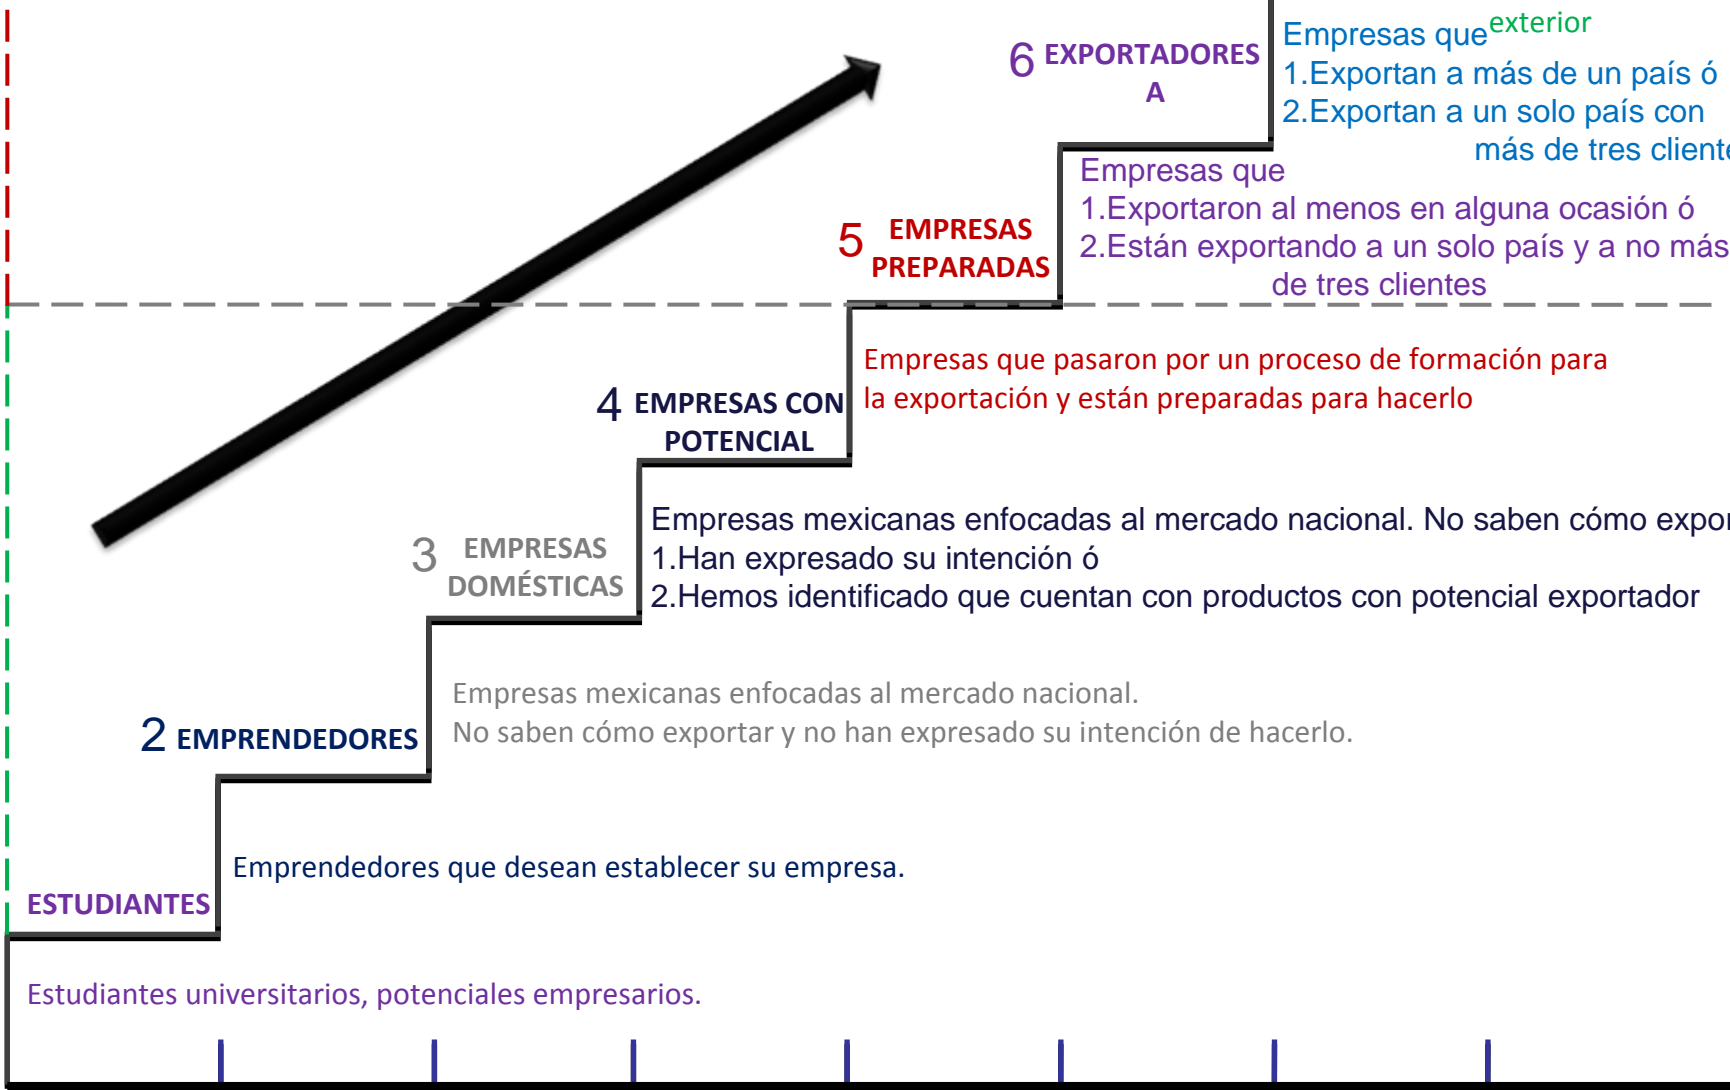 exterior
Empresas que
1.Exportan a más de un país ó
2.Exportan a un solo país con
más de tres
6 EXPORTADORES
A
Empresas que
1.Exportaron al menos en alguna ocasión ó
2.Están exportando a un solo país y a no más
de tres clientes
5 EMPRESAS
PREPARADAS
Empresas que pasaron por un proceso de formación para
la exportación y están preparadas para hacerlo
4 EMPRESAS CON
POTENCIAL
Empresas mexicanas enfocadas al mercado nacional. No saben cómo
1.Han expresado su intención ó
2.Hemos identificado que cuentan con productos con potencial exportador
3 EMPRESAS
DOMÉSTICAS
Empresas mexicanas enfocadas al mercado nacional.
No saben cómo exportar y no han expresado su intención de hacerlo.
2 EMPRENDEDORES
Emprendedores que desean establecer su empresa.
ESTUDIANTES
Estudiantes universitarios, potenciales empresarios.